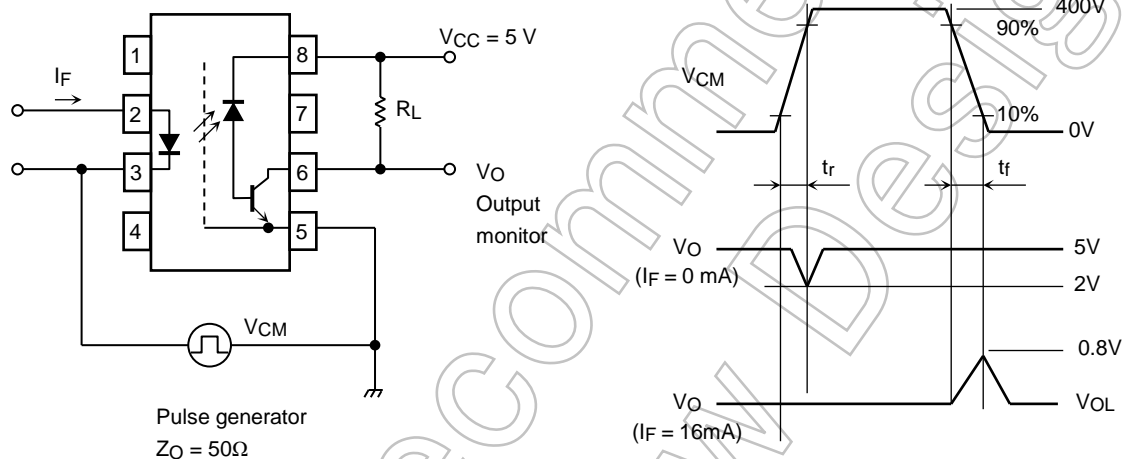 1
2
3
4
8
7
6
5
IF
VCC = 5 V
RL
VO
Output
monitor
VCM
Pulse generator
ZO = 50Ω
VCM
400V
90%
10%
0V
tr
tf
VO
(IF = 0 mA)
5V
2V
0.8V
VO
(IF = 16mA)
VOL
ecomme
w Desig